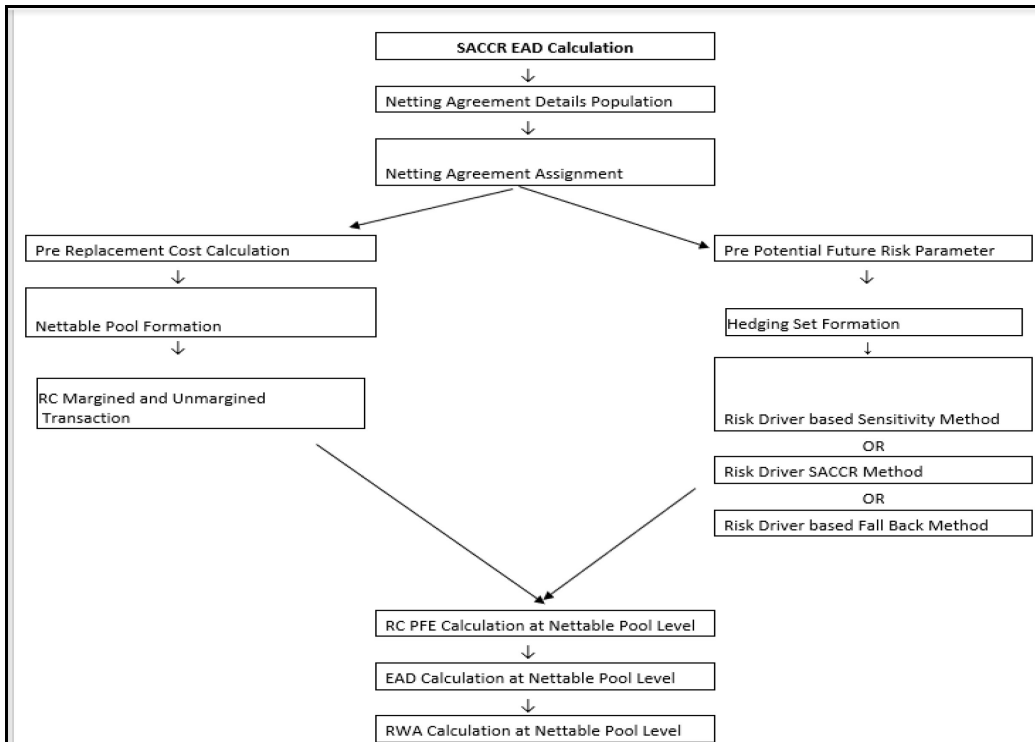 SACCR EAD Calculation
Netting Agreement Details Population
Netting Agreement Assignment
Pre Replacement Cost Calculation
Nettable Pool Formation
RC Margined and Unmargined
Transaction
Pre Potential Future Risk Parameter
Hedging Set Formation
Risk Driver based Sensitivity Method
OR
Risk Driver SACCR Method
OR
Risk Driver based Fall Back Method
RC PFE Calculation at Nettable Pool Level
EAD Calculation at Nettable Pool Level
RWA Calculation at Nettable Pool Level